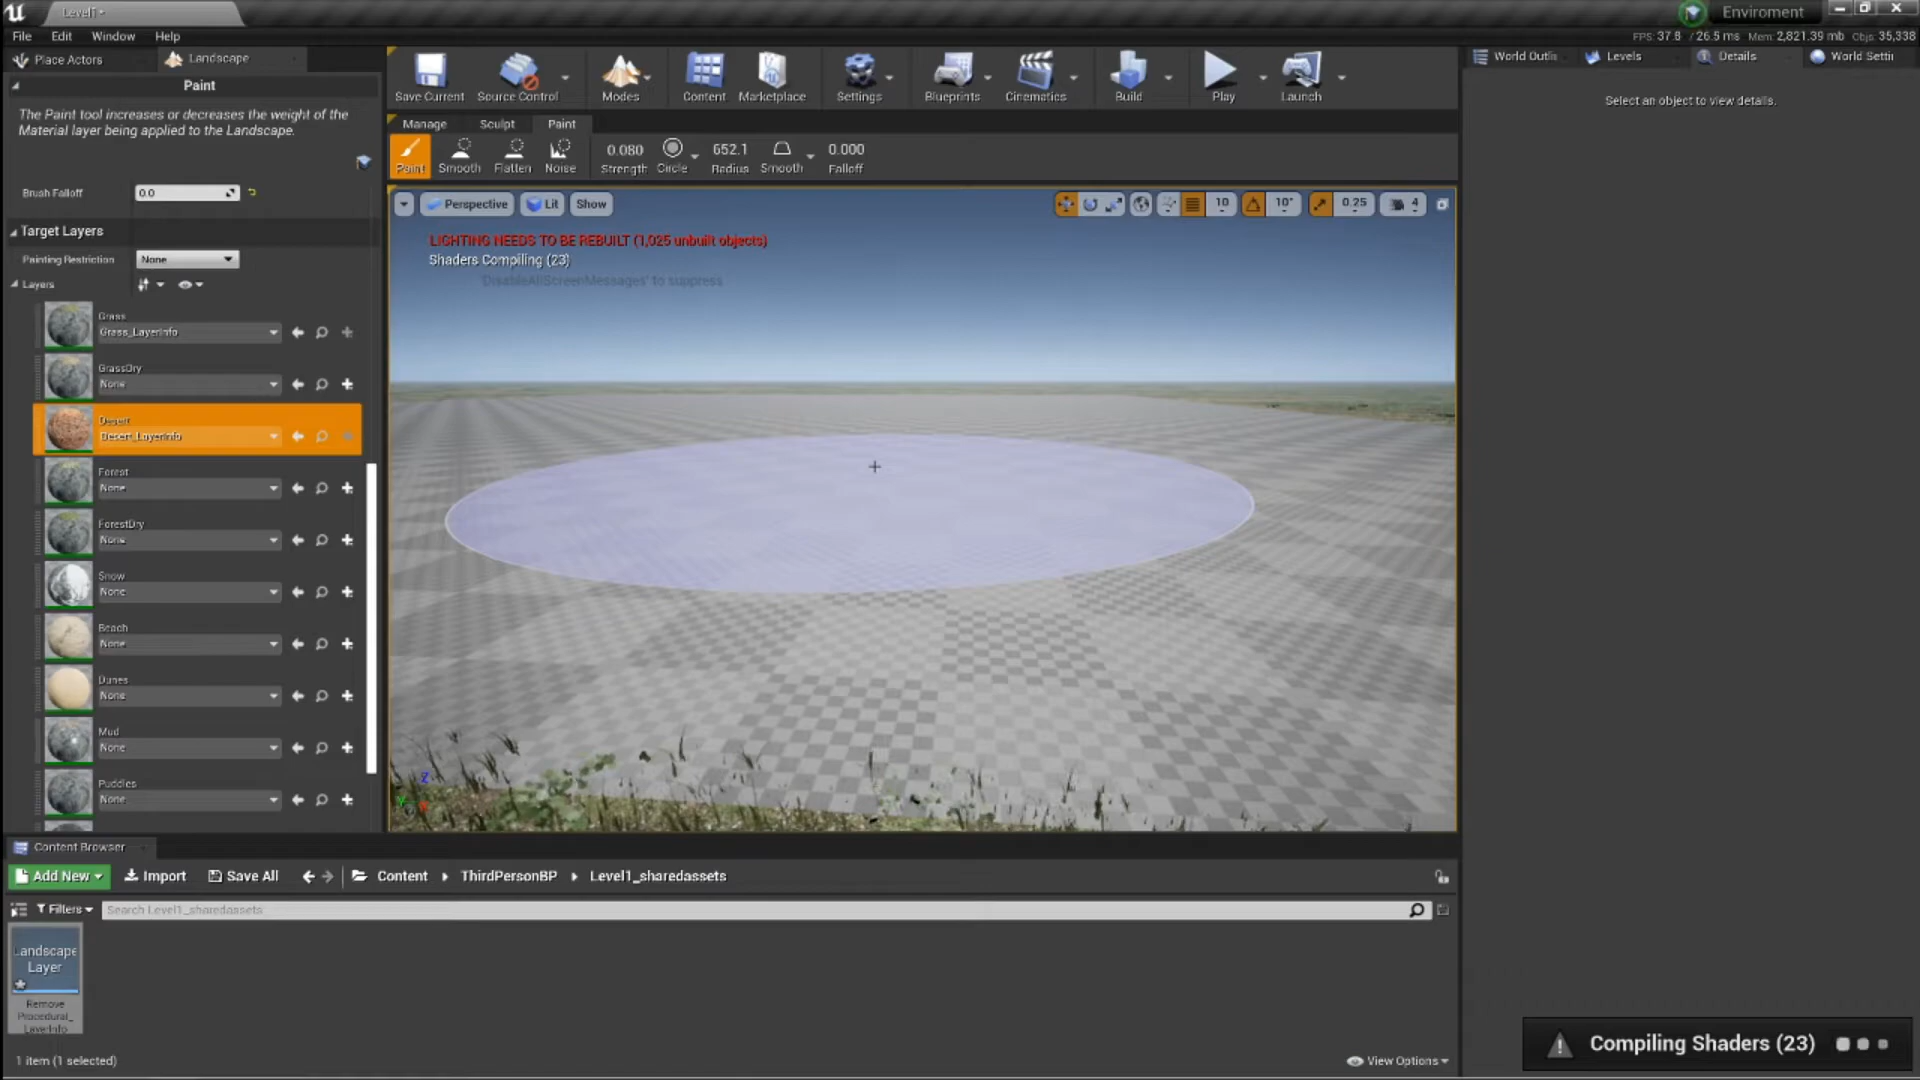 Level1*
Enviroment
File Edit Window Help
FPS: 37.8 / 26.5 ms Mem: 2,821.39 mb Objs: 35,338
Place Actors
Landscape
Paint
The Paint tool increases or decreases the weight of the
Material layer being applied to the Landscape.
Brush Falloff 0.0
Target Layers
Painting Restriction None
Layers
Grass
Grass_LayerInfo
GrassDry
None
Desert
Desert_LayerInfo
Forest
None
ForestDry
None
Snow
None
Beach
None
Dunes
None
Mud
None
Puddles
None
Save Current Source Control Modes Content Marketplace Settings Blueprints Cinematics Build Play Launch
Manage Sculpt Paint
Paint Smooth Flatten Noise
0.080 652.1 0.000
Strength Circle Radius Smooth Falloff
Perspective Lit Show
10 10° 0.25 4
LIGHTING NEEDS TO BE REBUILT (1,025 unbuilt objects)
Shaders Compiling (23)
'DisableAllScreenMessages' to suppress
Z
Y
World Outlin Levels Details World Settin
Select an object to view details.
Content Browser
Add New Import Save All Content ThirdPersonBP Level1_sharedassets
Filters Search Level1_sharedassets
Landscape
Layer
Remove
Procedural_
LayerInfo
1 item (1 selected)
View Options
Compiling Shaders (23)